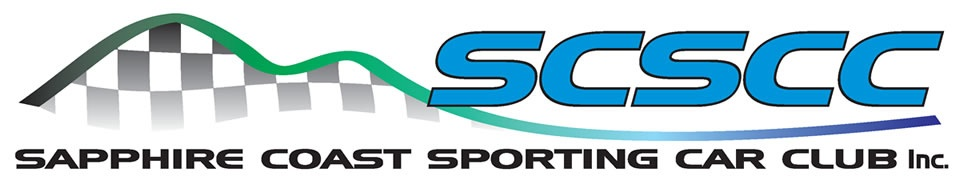 SCSCC
SAPPHIRE COAST SPORTING CAR CLUB Inc.